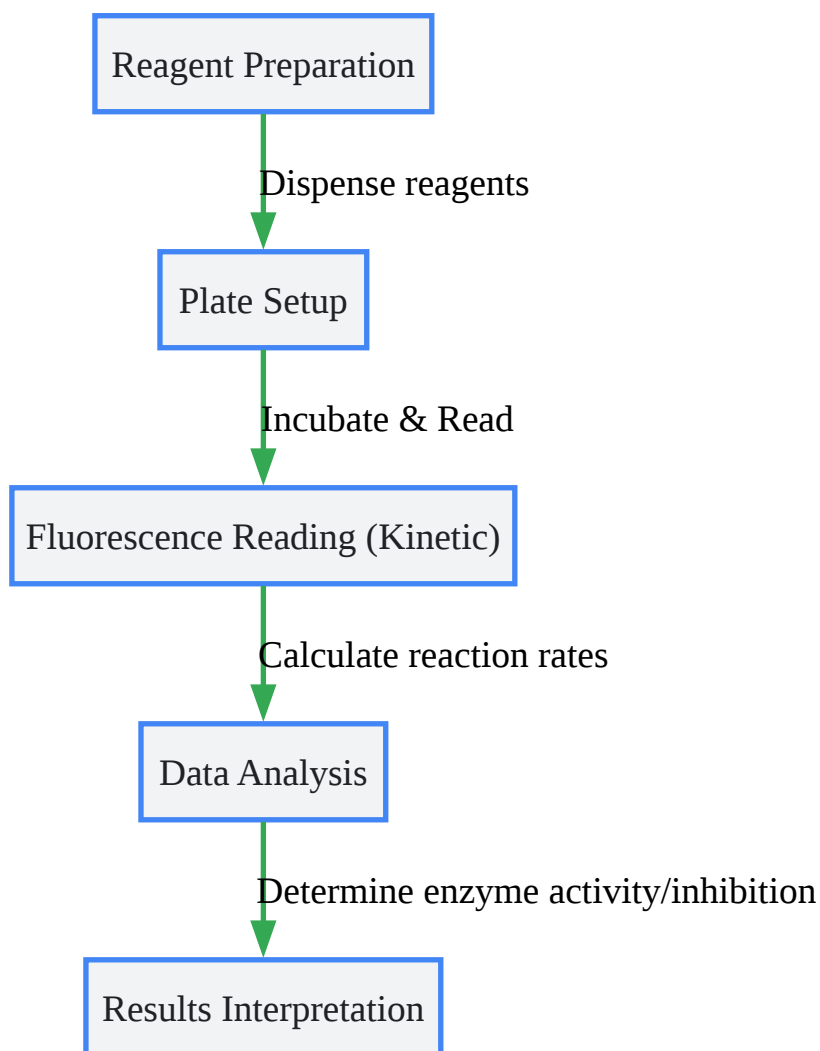 Reagent Preparation
Dispense reagents
Plate Setup
Incubate & Read
Fluorescence Reading (Kinetic)
Calculate reaction rates
Data Analysis
Determine enzyme activity/inhibition
Results Interpretation